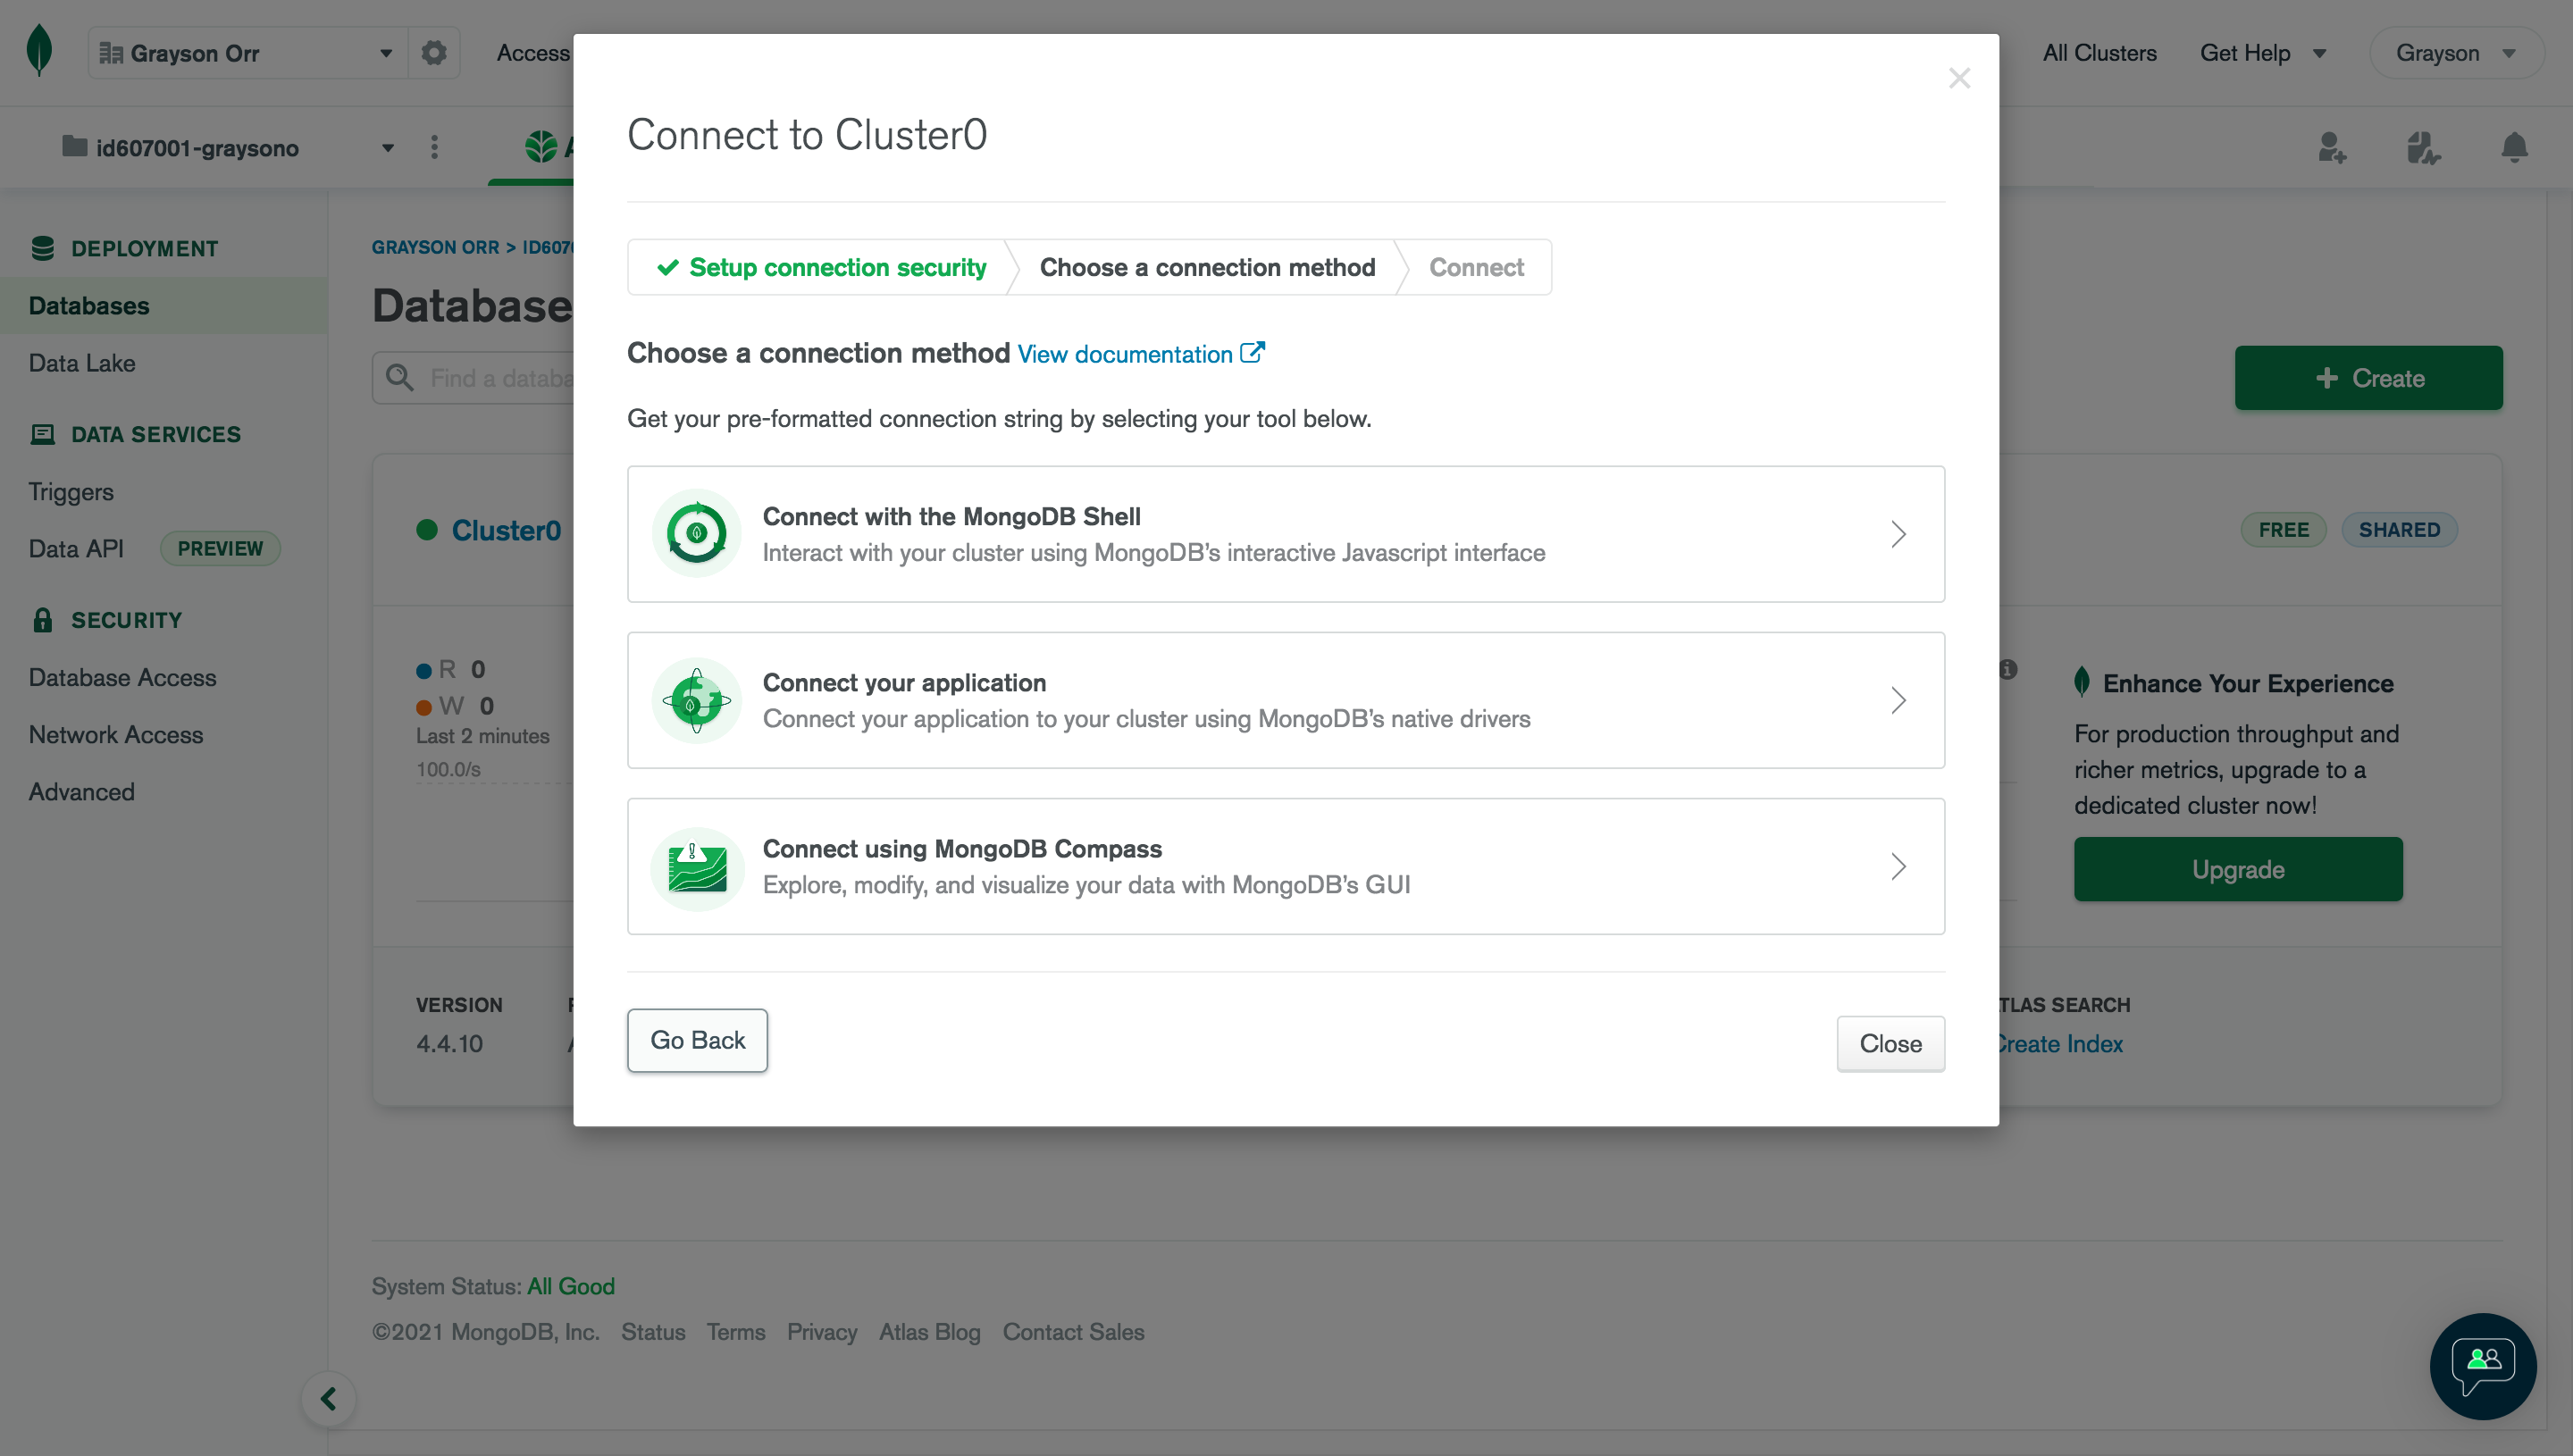 Grayson Orr
Access
All Clusters
Get Help
Grayson
id607001-graysono
DEPLOYMENT
Databases
Data Lake
DATA SERVICES
Triggers
Data API PREVIEW
SECURITY
Database Access
Network Access
Advanced
GRAYSON ORR > ID607
Database
Find a databa
Create
Cluster0
FREE SHARED
R 0
W 0
Last 2 minutes
100.0/s
Enhance Your Experience
For production throughput and
richer metrics, upgrade to a
dedicated cluster now!
Upgrade
VERSION
4.4.10
TLAS SEARCH
Create Index
Connect to Cluster0
Setup connection security
Choose a connection method
Connect
Choose a connection method View documentation
Get your pre-formatted connection string by selecting your tool below.
Connect with the MongoDB Shell
Interact with your cluster using MongoDB’s interactive Javascript interface
Connect your application
Connect your application to your cluster using MongoDB’s native drivers
Connect using MongoDB Compass
Explore, modify, and visualize your data with MongoDB’s GUI
Go Back
Close
System Status: All Good
©2021 MongoDB, Inc. Status Terms Privacy Atlas Blog Contact Sales